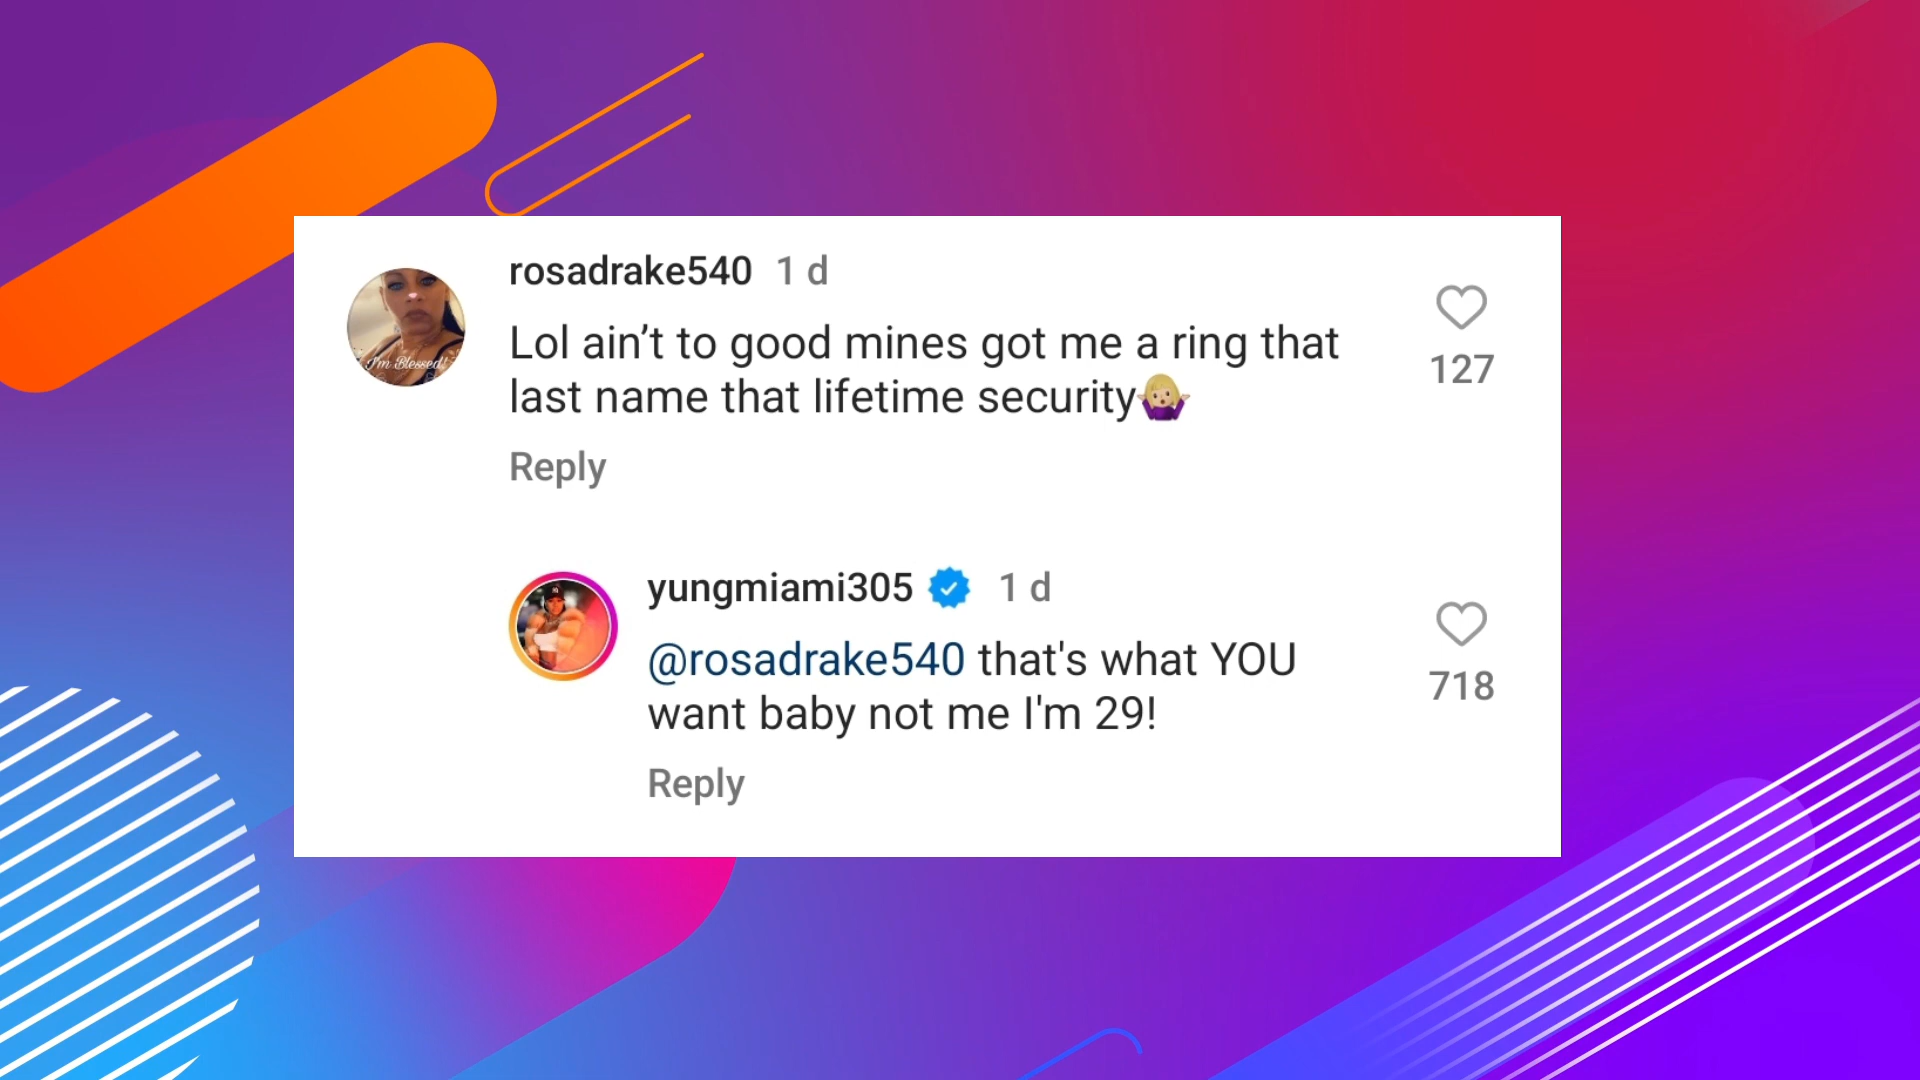 rosadrake540 1 d
Lol ain’t to good mines got me a ring that
last name that lifetime security🤷🏼‍♀️
127
Reply
I'm Blessed!
yungmiami305 1 d
@rosadrake540 that's what YOU
want baby not me I'm 29!
718
Reply